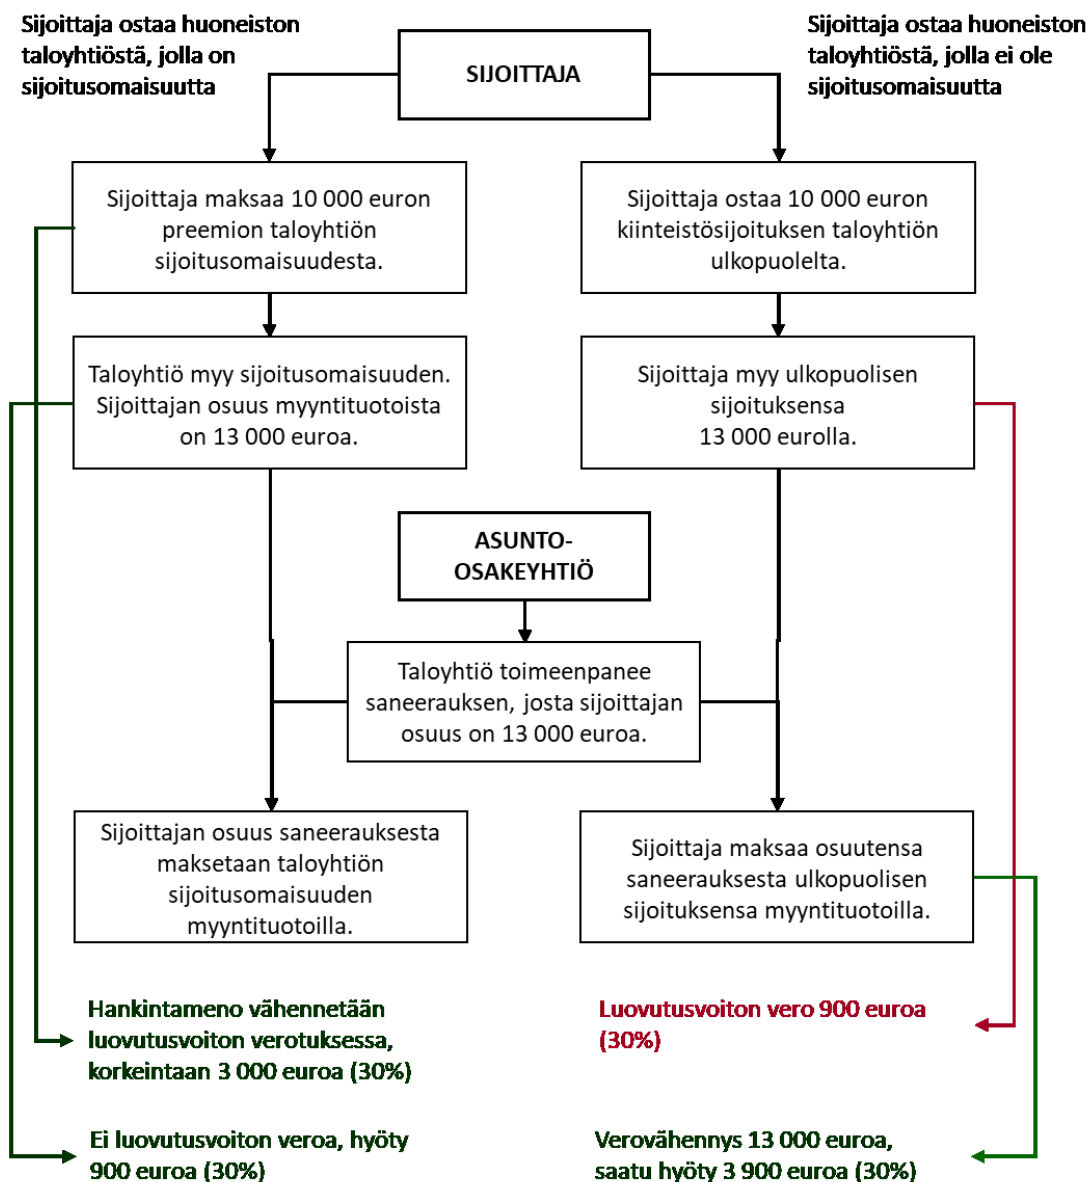 Sijoittaja ostaa huoneiston
taloyhtiöstä, jolla on
sijoitusomaisuutta
Sijoittaja ostaa huoneiston
taloyhtiöstä, jolla ei ole
sijoitusomaisuutta
SIJOITTAJA
Sijoittaja maksaa 10 000 euron
preemion taloyhtiön
sijoitusomaisuudesta.
Sijoittaja ostaa 10 000 euron
kiinteistösijoituksen taloyhtiön
ulkopuolelta.
Taloyhtiö myy sijoitusomaisuuden.
Sijoittajan osuus myyntituotoista
on 13 000 euroa.
Sijoittaja myy ulkopuolisen
sijoituksensa
13 000 eurolla.
ASUNTO-
OSAKEYHTIÖ
Taloyhtiö toimeenpanee
saneerauksen, josta sijoittajan
osuus on 13 000 euroa.
Sijoittajan osuus saneerauksesta
maksetaan taloyhtiön
sijoitusomaisuuden
myyntituotoilla.
Sijoittaja maksaa osuutensa
saneerauksesta ulkopuolisen
sijoituksensa myyntituotoilla.
Hankintameno vähennetään
luovutusvoiton verotuksessa,
korkeintaan 3 000 euroa (30%)
Luovutusvoiton vero 900 euroa
(30%)
Ei luovutusvoiton veroa, hyöty
900 euroa (30%)
Verovähennys 13 000 euroa,
saatu hyöty 3 900 euroa (30%)